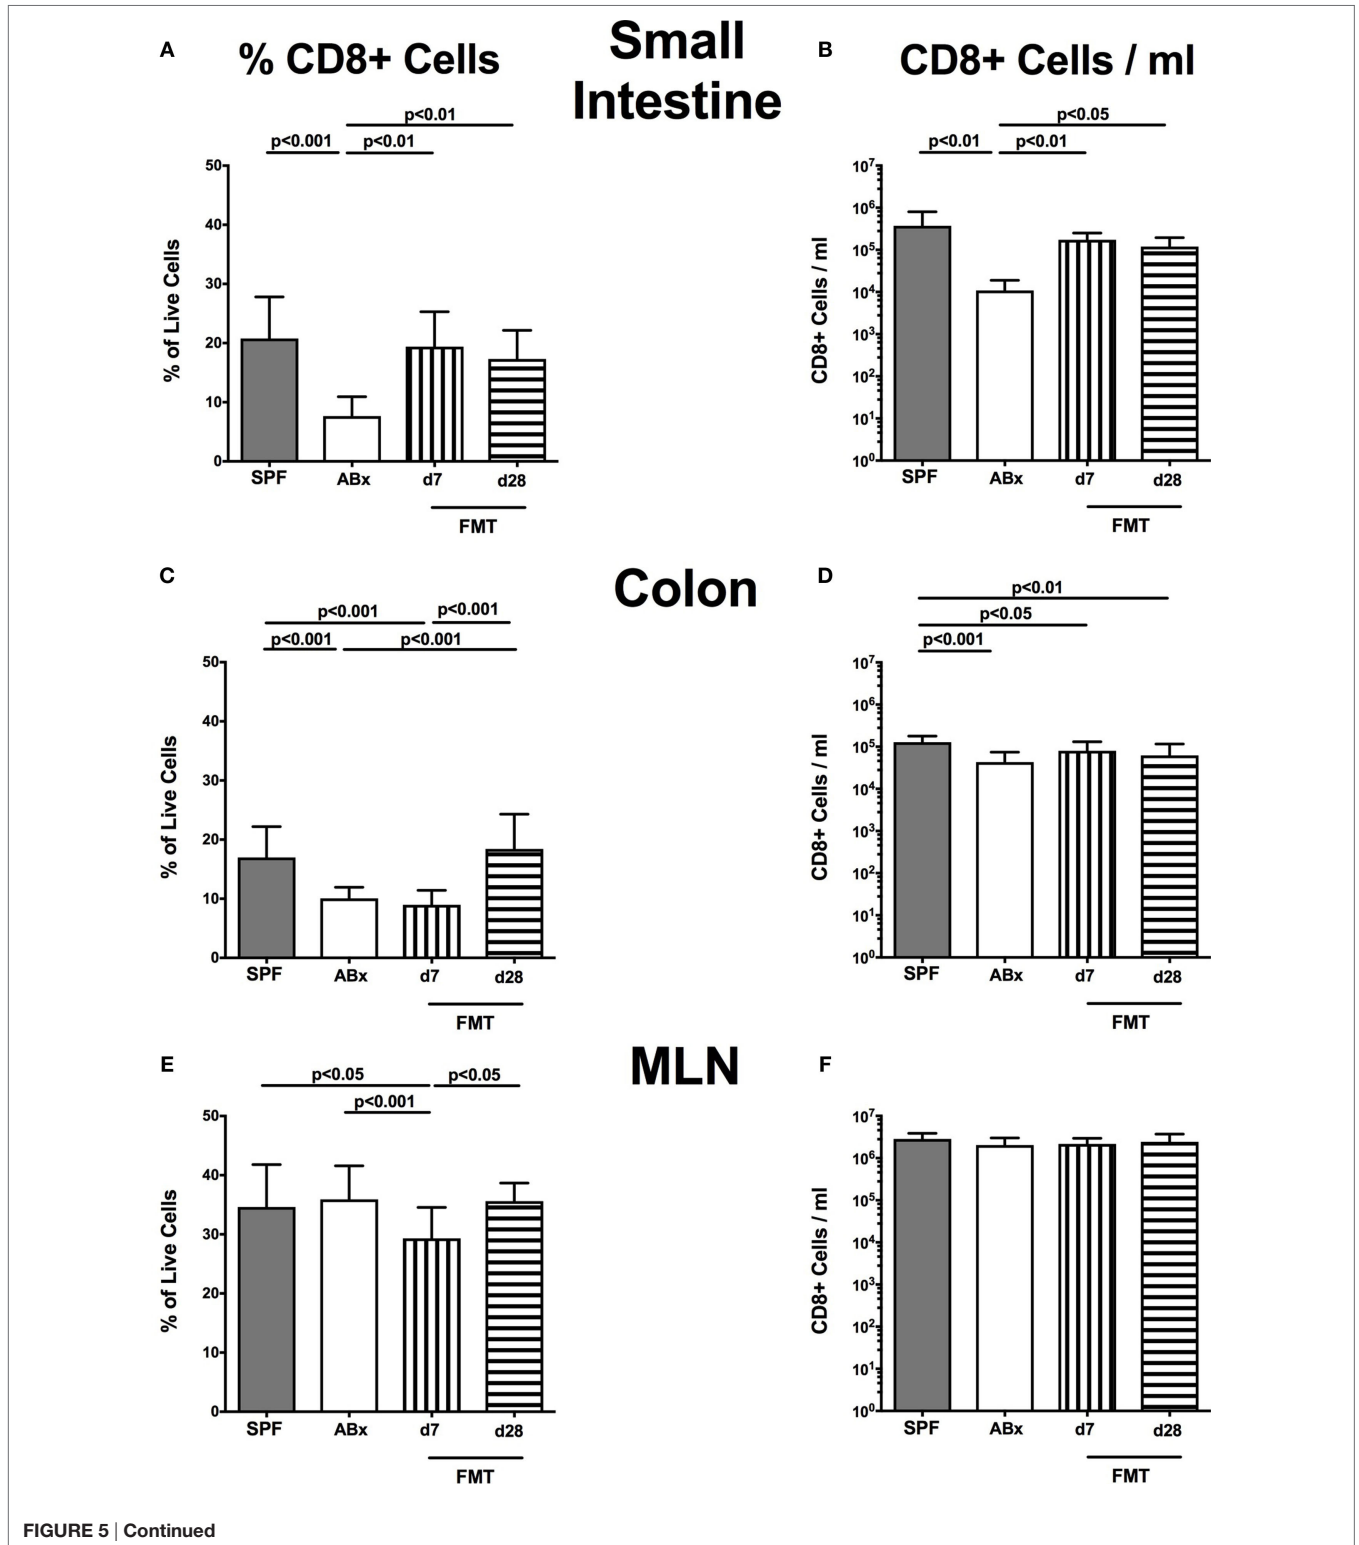 A
% CD8+ Cells
Small
Intestine
B
CD8+ Cells / ml
p<0.01
p<0.001
p<0.01
% of Live Cells
50
40
30
20
10
0
SPF
ABx
d7
d28
FMT
p<0.05
p<0.01
p<0.01
CD8+ Cells / ml
10⁷
10⁶
10⁵
10⁴
10³
10²
10¹
10⁰
SPF
ABx
d7
d28
FMT
C
Colon
D
p<0.001
p<0.001
p<0.001
p<0.001
% of Live Cells
50
40
30
20
10
0
SPF
ABx
d7
d28
FMT
p<0.01
p<0.05
p<0.001
CD8+ Cells / ml
10⁷
10⁶
10⁵
10⁴
10³
10²
10¹
10⁰
SPF
ABx
d7
d28
FMT
E
MLN
F
p<0.05
p<0.05
p<0.001
% of Live Cells
50
40
30
20
10
0
SPF
ABx
d7
d28
FMT
CD8+ Cells / ml
10⁷
10⁶
10⁵
10⁴
10³
10²
10¹
10⁰
SPF
ABx
d7
d28
FMT
FIGURE 5 | Continued